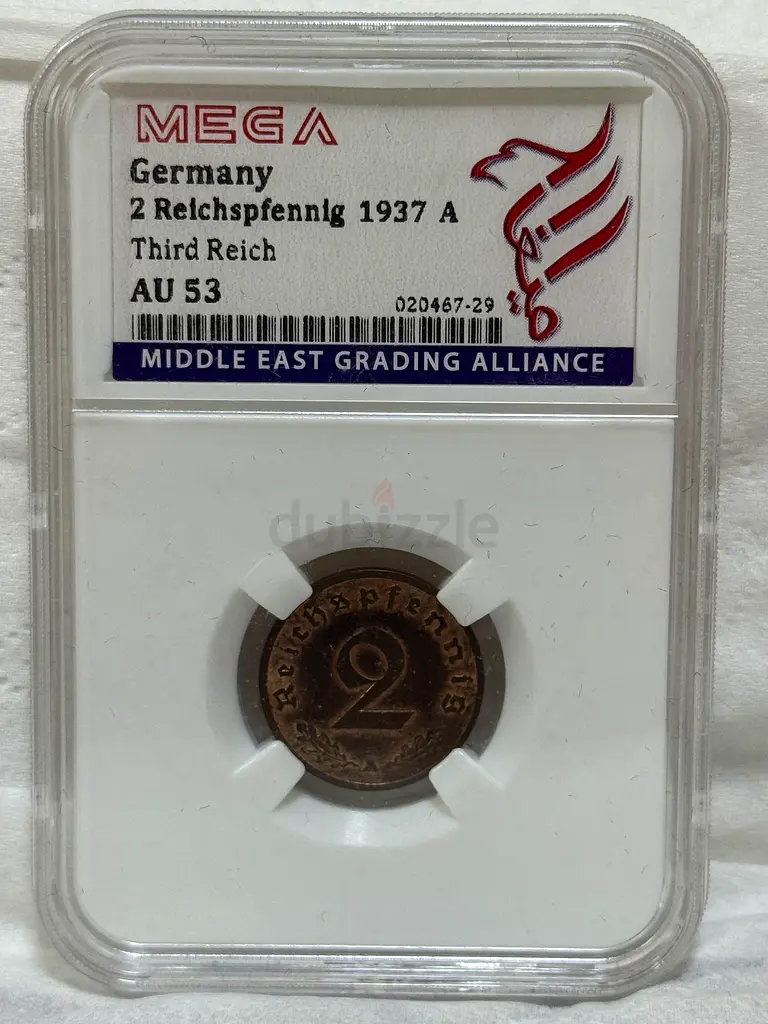 MEGA
Germany
2 Reichspfennig 1937 A
Third Reich
AU 53
020467-29
MIDDLE EAST GRADING ALLIANCE
dubizzle
Reichspfennig
2
A